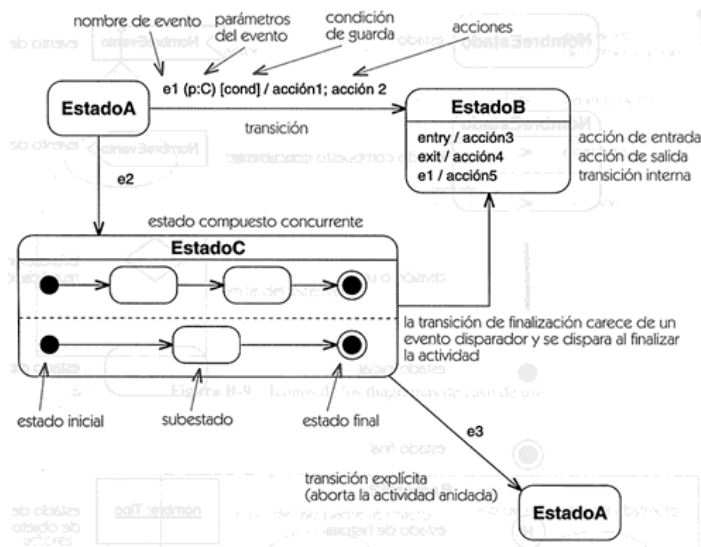 nombre de evento
parámetros
del evento
condición
de guarda
acciones
e1 (p:C) [cond] / acción1; acción 2
EstadoA
transición
EstadoB
entry / acción3
exit / acción4
e1 / acción5
acción de entrada
acción de salida
transición interna
e2
estado compuesto concurrente
EstadoC
la transición de finalización carece de un
evento disparador y se dispara al finalizar
la actividad
estado inicial
subestado
estado final
e3
transición explícita
(aborta la actividad anidada)
EstadoA